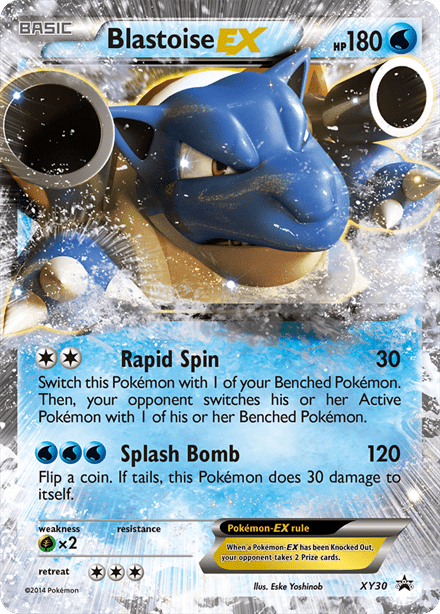 BASIC Blastoise EX HP 180
Rapid Spin 30
Switch this Pokémon with 1 of your Benched Pokémon.
Then, your opponent switches his or her Active
Pokémon with 1 of his or her Benched Pokémon.
Splash Bomb 120
Flip a coin. If tails, this Pokémon does 30 damage to
itself.
weakness resistance
×2
retreat
Pokémon-EX rule
When a Pokémon-EX has been Knocked Out,
your opponent takes 2 Prize cards.
©2014 Pokémon Illus. Eske Yoshinob XY30